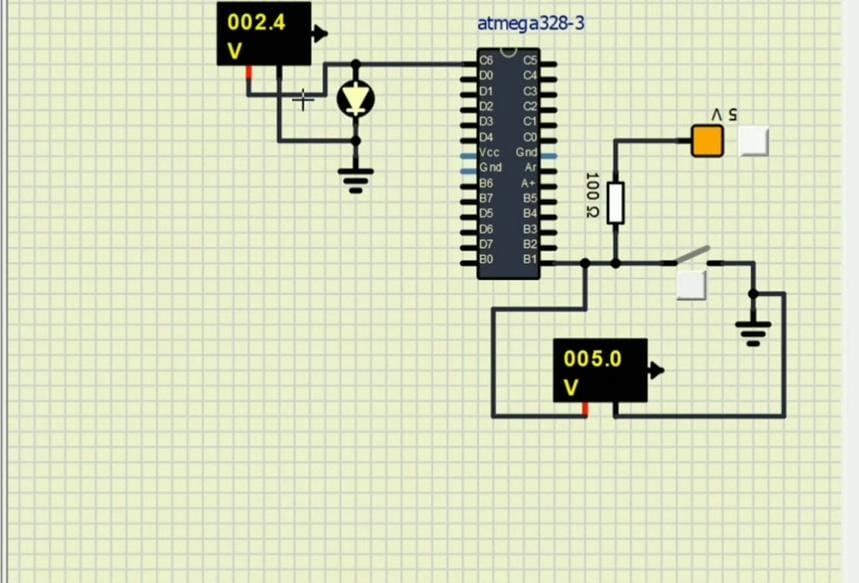 002.4
V
atmega328-3
C6 C5
D0 C4
D1 C3
D2 C2
D3 C1
D4 C0
Vcc Gnd
Gnd Ar
B6 A+
B7 B5
D5 B4
D6 B3
D7 B2
B0 B1
5 V
100 Ω
005.0
V